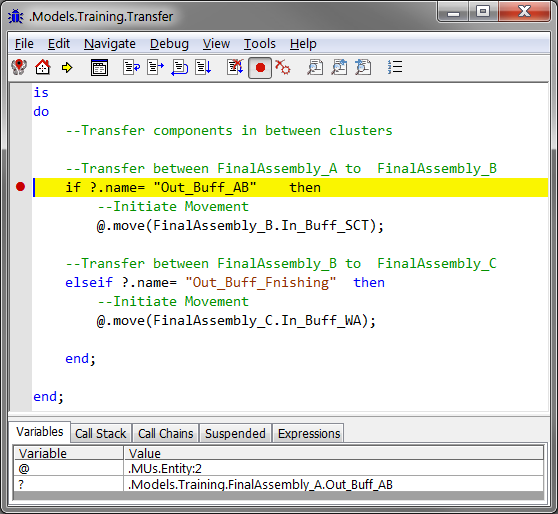 .Models.Training.Transfer
File Edit Navigate Debug View Tools Help
is
do
--Transfer components in between clusters
--Transfer between FinalAssembly_A to  FinalAssembly_B
if ?.name= "Out_Buff_AB"    then
--Initiate Movement
@.move(FinalAssembly_B.In_Buff_SCT);
--Transfer between FinalAssembly_B to  FinalAssembly_C
elseif ?.name= "Out_Buff_Fnishing"  then
--Initiate Movement
@.move(FinalAssembly_C.In_Buff_WA);
end;
end;
Variables Call Stack Call Chains Suspended Expressions
Variable Value
@ .MUs.Entity:2
? .Models.Training.FinalAssembly_A.Out_Buff_AB